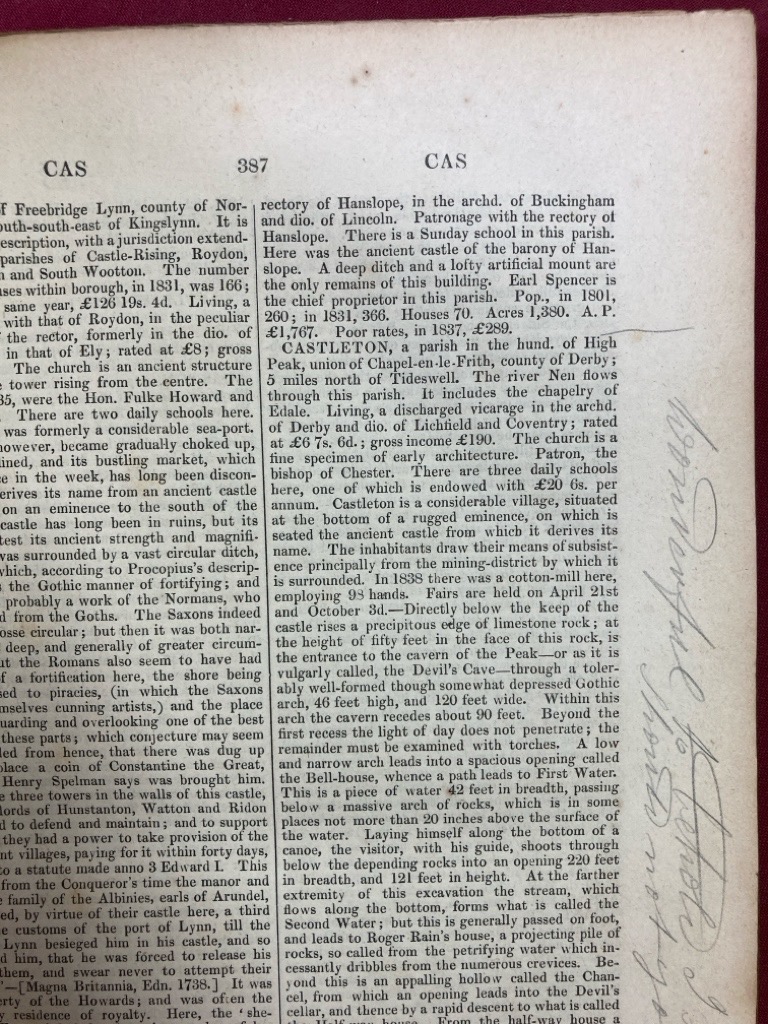 CAS 387 CAS
f Freebridge Lynn, county of Nor-
outh-south-east of Kingslynn. It is
escription, with a jurisdiction extend-
parishes of Castle-Rising, Roydon,
n and South Wootton. The number
uses within borough, in 1831, was 166;
same year, £126 19s. 4d. Living, a
with that of Roydon, in the peculiar
the rector, formerly in the dio. of
in that of Ely; rated at £8; gross
The church is an ancient structure
e tower rising from the centre. The
35, were the Hon. Fulke Howard and
There are two daily schools here.
was formerly a considerable sea-port.
however, became gradually choked up,
lined, and its bustling market, which
ce in the week, has long been discon-
erives its name from an ancient castle
on an eminence to the south of the
castle has long been in ruins, but its
test its ancient strength and magnifi-
was surrounded by a vast circular ditch,
which, according to Procopius's descrip-
s the Gothic manner of fortifying; and
probably a work of the Normans, who
d from the Goths. The Saxons indeed
osse circular; but then it was both nar-
deep, and generally of greater circum-
ut the Romans also seem to have had
of a fortification here, the shore being
sed to piracies, (in which the Saxons
mselves cunning artists,) and the place
uarding and overlooking one of the best
these parts; which conjecture may seem
led from hence, that there was dug up
place a coin of Constantine the Great,
Henry Spelman says was brought him.
e three towers in the walls of this castle,
lords of Hunstanton, Watton and Ridon
d to defend and maintain; and to support
they had a power to take provision of the
nt villages, paying for it within forty days,
to a statute made anno 3 Edward I. This
from the Conqueror's time the manor and
e family of the Albinies, earls of Arundel,
ed, by virtue of their castle here, a third
e customs of the port of Lynn, till the
Lynn besieged him in his castle, and so
d him, that he was forced to release his
them, and swear never to attempt their
'—[Magna Britannia, Edn. 1738.] It was
erty of the Howards; and was often the
y residence of royalty. Here, the 'she-
rectory of Hanslope, in the archd. of Buckingham
and dio. of Lincoln. Patronage with the rectory of
Hanslope. There is a Sunday school in this parish.
Here was the ancient castle of the barony of Han-
slope. A deep ditch and a lofty artificial mount are
the only remains of this building. Earl Spencer is
the chief proprietor in this parish. Pop., in 1801,
260; in 1831, 366. Houses 70. Acres 1,380. A. P.
£1,767. Poor rates, in 1837, £289.
CASTLETON, a parish in the hund. of High
Peak, union of Chapel-en-le-Frith, county of Derby;
5 miles north of Tideswell. The river Nen flows
through this parish. It includes the chapelry of
Edale. Living, a discharged vicarage in the archd.
of Derby and dio. of Lichfield and Coventry; rated
at £6 7s. 6d.; gross income £190. The church is a
fine specimen of early architecture. Patron, the
bishop of Chester. There are three daily schools
here, one of which is endowed with £20 6s. per
annum. Castleton is a considerable village, situated
at the bottom of a rugged eminence, on which is
seated the ancient castle from which it derives its
name. The inhabitants draw their means of subsist-
ence principally from the mining-district by which it
is surrounded. In 1838 there was a cotton-mill here,
employing 98 hands. Fairs are held on April 21st
and October 3d.—Directly below the keep of the
castle rises a precipitous edge of limestone rock; at
the height of fifty feet in the face of this rock, is
the entrance to the cavern of the Peak—or as it is
vulgarly called, the Devil's Cave—through a toler-
ably well-formed though somewhat depressed Gothic
arch, 46 feet high, and 120 feet wide. Within this
arch the cavern recedes about 90 feet. Beyond the
first recess the light of day does not penetrate; the
remainder must be examined with torches. A low
and narrow arch leads into a spacious opening called
the Bell-house, whence a path leads to First Water.
This is a piece of water 42 feet in breadth, passing
below a massive arch of rocks, which is in some
places not more than 20 inches above the surface of
the water. Laying himself along the bottom of a
canoe, the visitor, with his guide, shoots through
below the depending rocks into an opening 220 feet
in breadth, and 121 feet in height. At the farther
extremity of this excavation the stream, which
flows along the bottom, forms what is called the
Second Water; but this is generally passed on foot,
and leads to Roger Rain's house, a projecting pile of
rocks, so called from the petrifying water which in-
cessantly dribbles from the numerous crevices. Be-
yond this is an appalling hollow called the Chan-
cel, from which an opening leads into the Devil's
cellar, and thence by a rapid descent to what is called
the Half-way house. From the half-way house a
Wonderful
should not